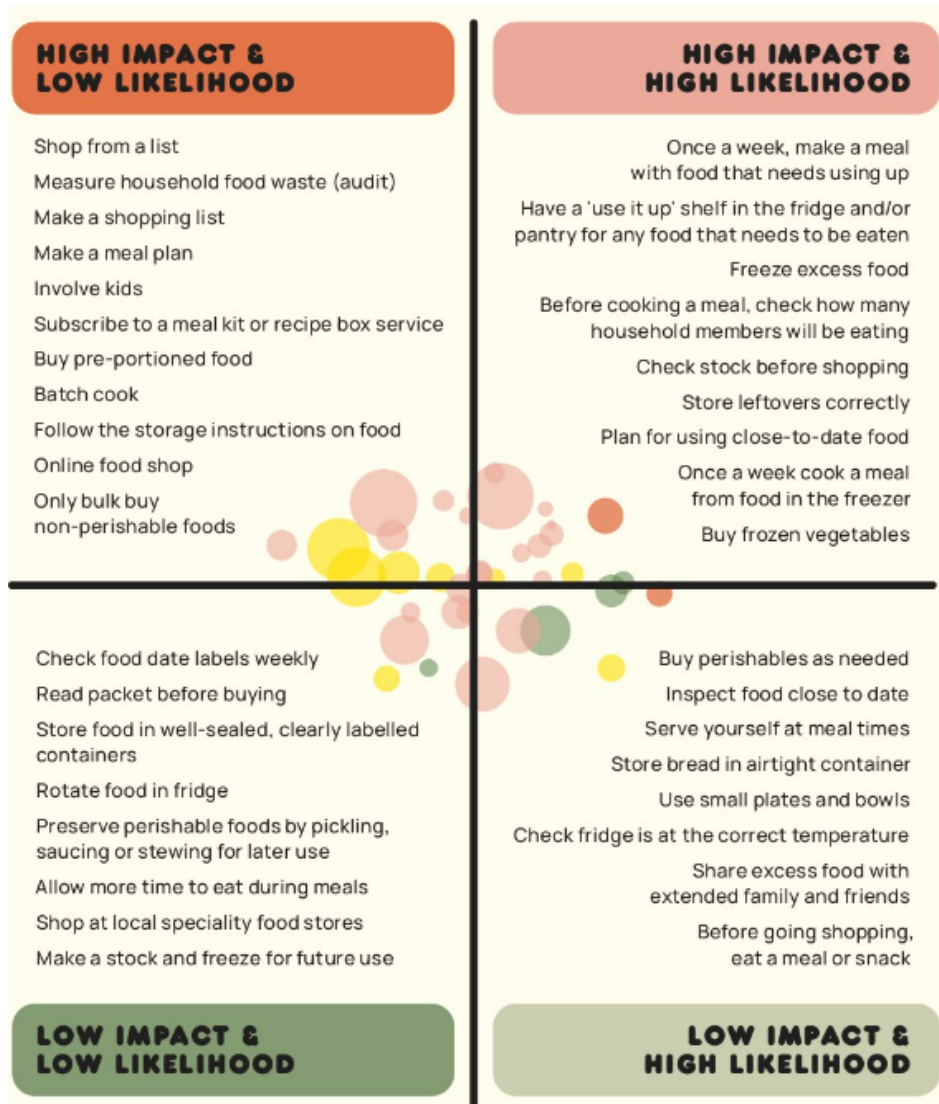 HIGH IMPACT &
LOW LIKELIHOOD
Shop from a list
Measure household food waste (audit)
Make a shopping list
Make a meal plan
Involve kids
Subscribe to a meal kit or recipe box service
Buy pre-portioned food
Batch cook
Follow the storage instructions on food
Online food shop
Only bulk buy
non-perishable foods
HIGH IMPACT &
HIGH LIKELIHOOD
Once a week, make a meal
with food that needs using up
Have a 'use it up' shelf in the fridge and/or
pantry for any food that needs to be eaten
Freeze excess food
Before cooking a meal, check how many
household members will be eating
Check stock before shopping
Store leftovers correctly
Plan for using close-to-date food
Once a week cook a meal
from food in the freezer
Buy frozen vegetables
Check food date labels weekly
Read packet before buying
Store food in well-sealed, clearly labelled
containers
Rotate food in fridge
Preserve perishable foods by pickling,
saucing or stewing for later use
Allow more time to eat during meals
Shop at local speciality food stores
Make a stock and freeze for future use
LOW IMPACT &
LOW LIKELIHOOD
Buy perishables as needed
Inspect food close to date
Serve yourself at meal times
Store bread in airtight container
Use small plates and bowls
Check fridge is at the correct temperature
Share excess food with
extended family and friends
Before going shopping,
eat a meal or snack
LOW IMPACT &
HIGH LIKELIHOOD